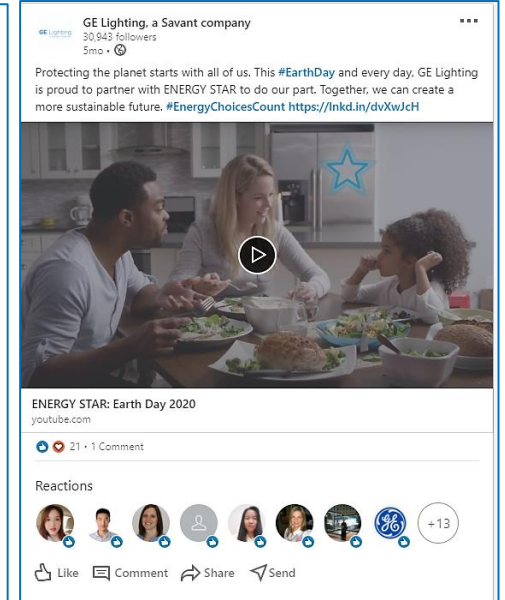 GE Lighting
GE Lighting, a Savant company
30,943 followers
5mo •
Protecting the planet starts with all of us. This #EarthDay and every day, GE Lighting
is proud to partner with ENERGY STAR to do our part. Together, we can create a
more sustainable future. #EnergyChoicesCount https://lnkd.in/dvXwJcH
ENERGY STAR: Earth Day 2020
youtube.com
21 • 1 Comment
Reactions
+13
Like Comment Share Send